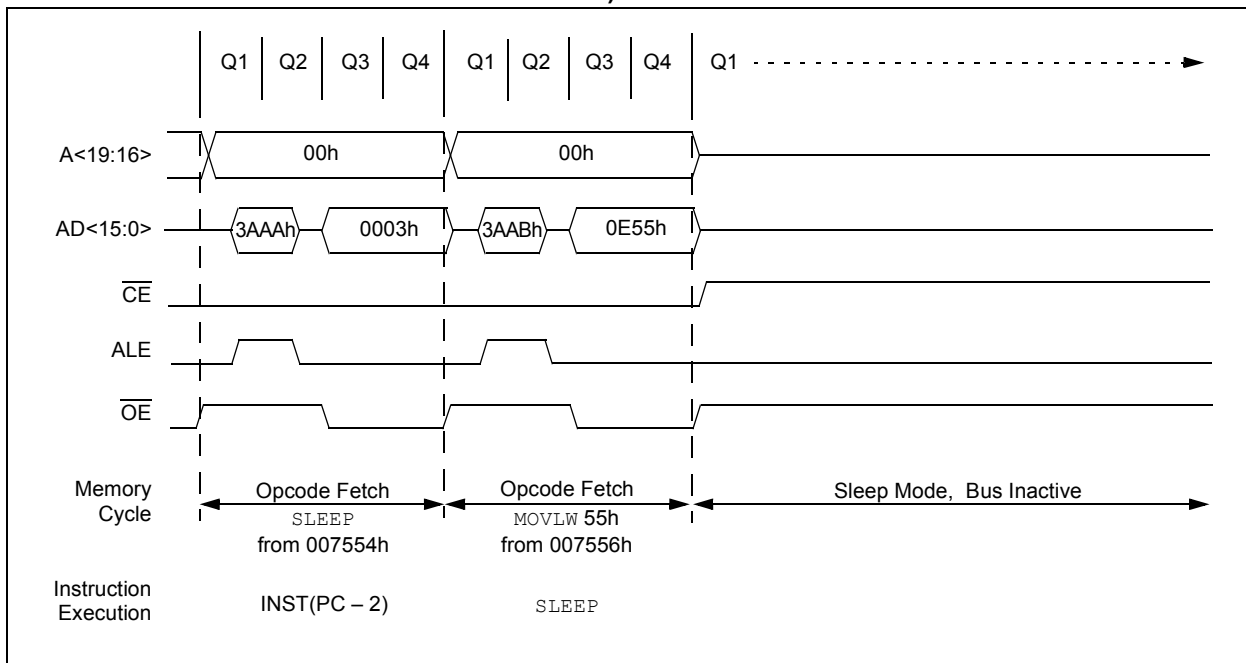 Q1 Q2 Q3 Q4 Q1 Q2 Q3 Q4 Q1
A<19:16> 00h 00h
AD<15:0> 3AAAh 0003h 3AABh 0E55h
CE
ALE
OE
Memory Cycle
Opcode Fetch
SLEEP
from 007554h
Opcode Fetch
MOVLW 55h
from 007556h
Sleep Mode, Bus Inactive
Instruction Execution
INST(PC – 2)
SLEEP